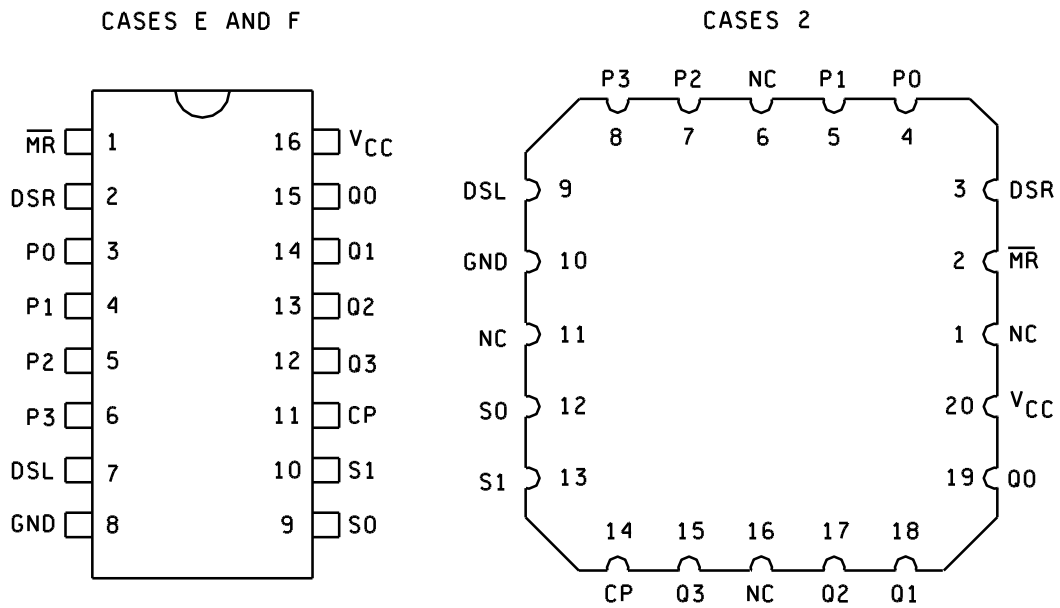 CASES E AND F
M̅R̅ 1 16 VCC
DSR 2 15 Q0
P0 3 14 Q1
P1 4 13 Q2
P2 5 12 Q3
P3 6 11 CP
DSL 7 10 S1
GND 8 9 S0
CASES 2
P3 P2 NC P1 P0
8 7 6 5 4
DSL 9 3 DSR
GND 10 2 M̅R̅
NC 11 1 NC
S0 12 20 VCC
S1 13 19 Q0
14 15 16 17 18
CP Q3 NC Q2 Q1